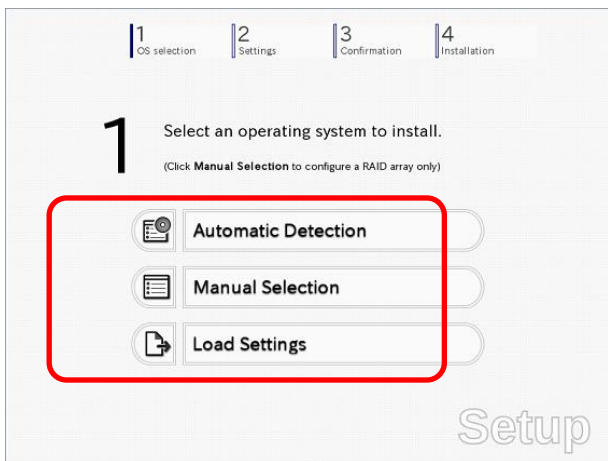 1 2 3 4
OS selection Settings Confirmation Installation
1 Select an operating system to install.
(Click Manual Selection to configure a RAID array only)
Automatic Detection
Manual Selection
Load Settings
Setup